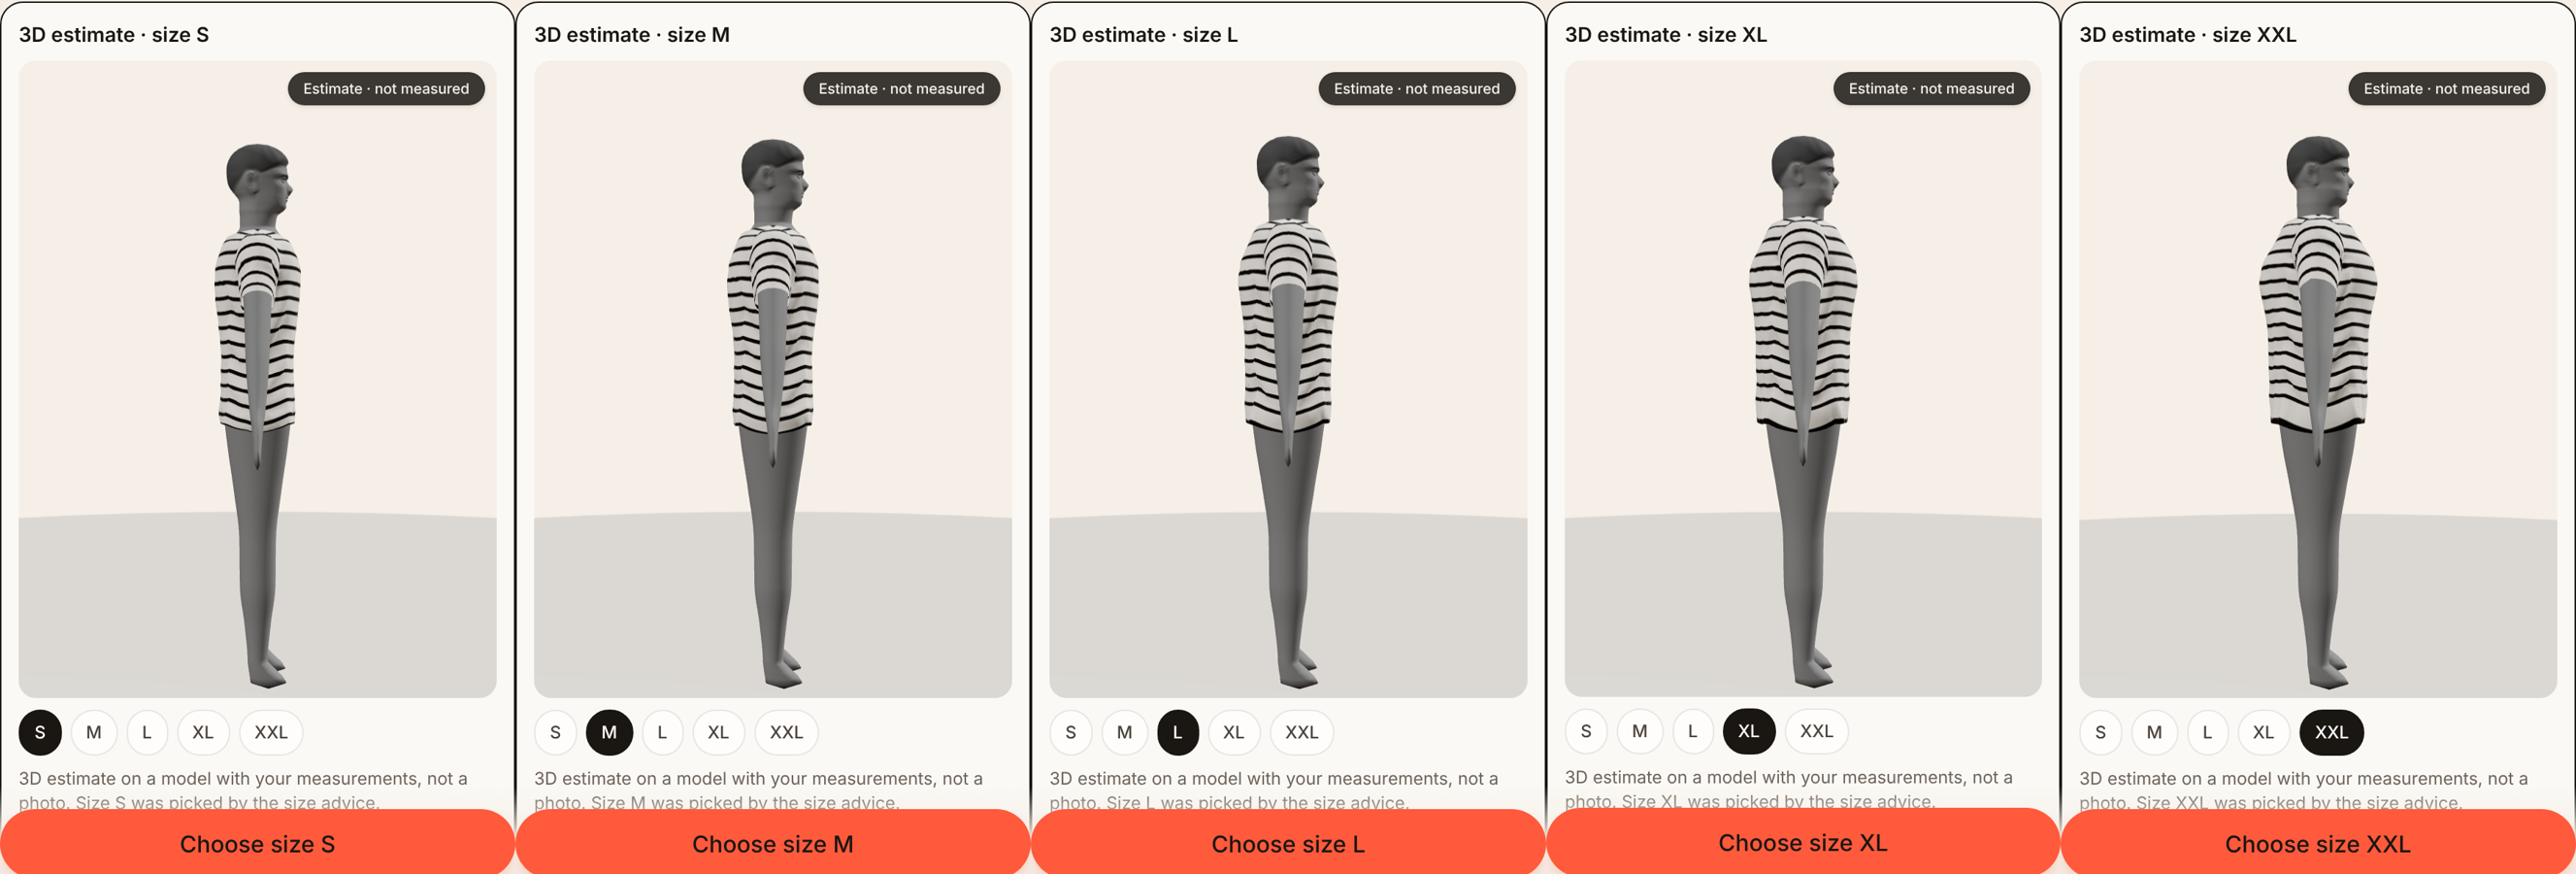 3D estimate · size S
Estimate · not measured
S M L XL XXL
3D estimate on a model with your measurements, not a
photo. Size S was picked by the size advice.
Choose size S
3D estimate · size M
Estimate · not measured
S M L XL XXL
3D estimate on a model with your measurements, not a
photo. Size M was picked by the size advice.
Choose size M
3D estimate · size L
Estimate · not measured
S M L XL XXL
3D estimate on a model with your measurements, not a
photo. Size L was picked by the size advice.
Choose size L
3D estimate · size XL
Estimate · not measured
S M L XL XXL
3D estimate on a model with your measurements, not a
photo. Size XL was picked by the size advice.
Choose size XL
3D estimate · size XXL
Estimate · not measured
S M L XL XXL
3D estimate on a model with your measurements, not a
photo. Size XXL was picked by the size advice.
Choose size XXL